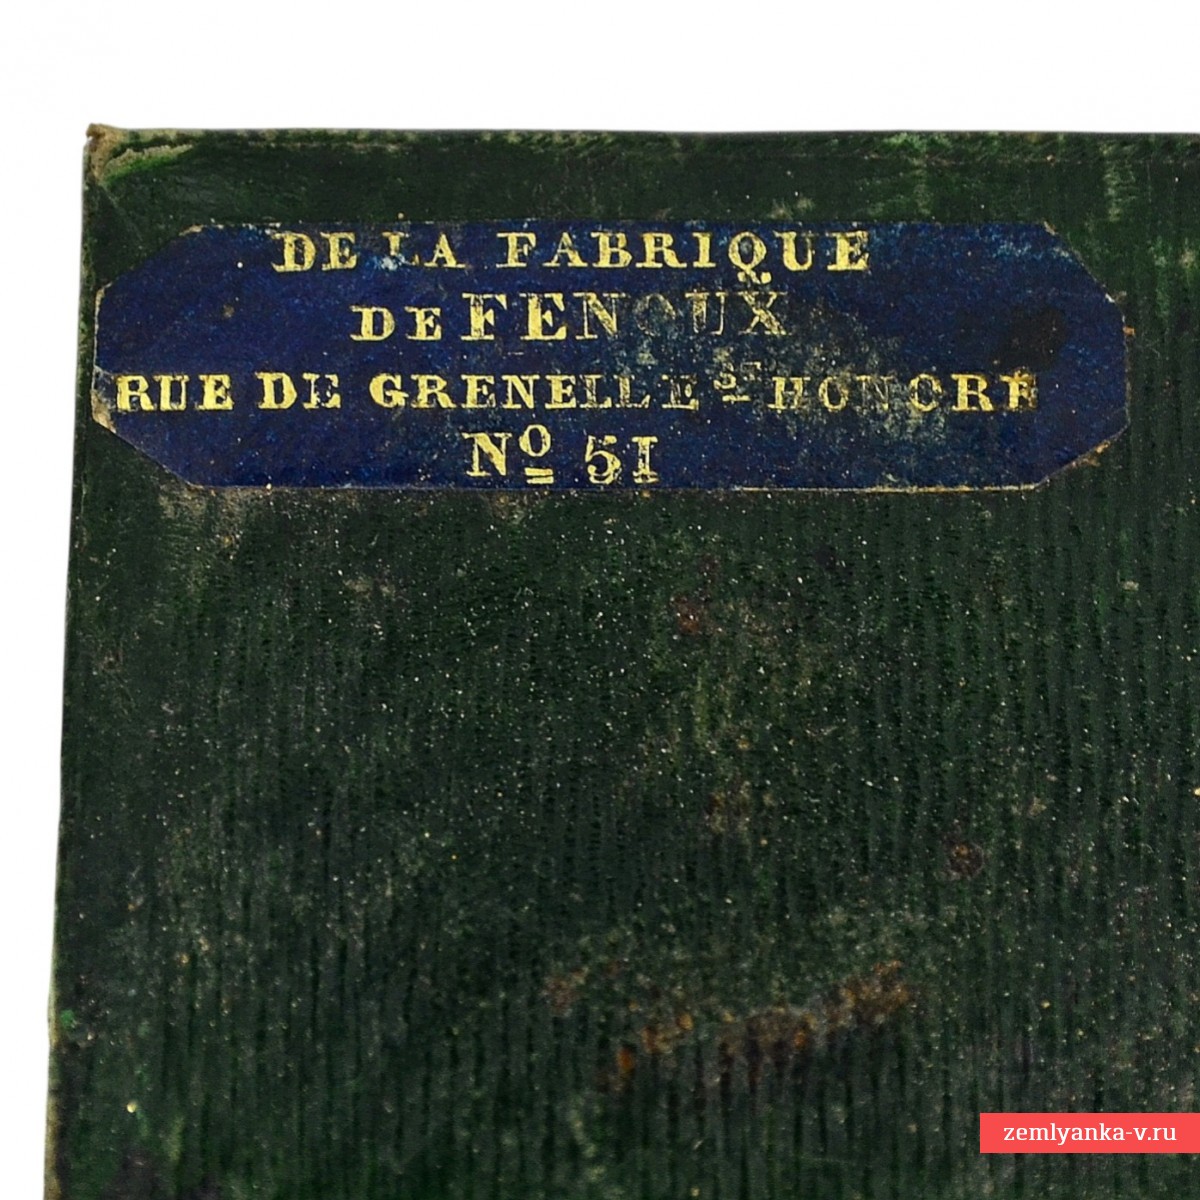 DE LA FABRIQUE
DE FENOUX
RUE DE GRENELLE St HONORE
No 51
zemlyanka-v.ru